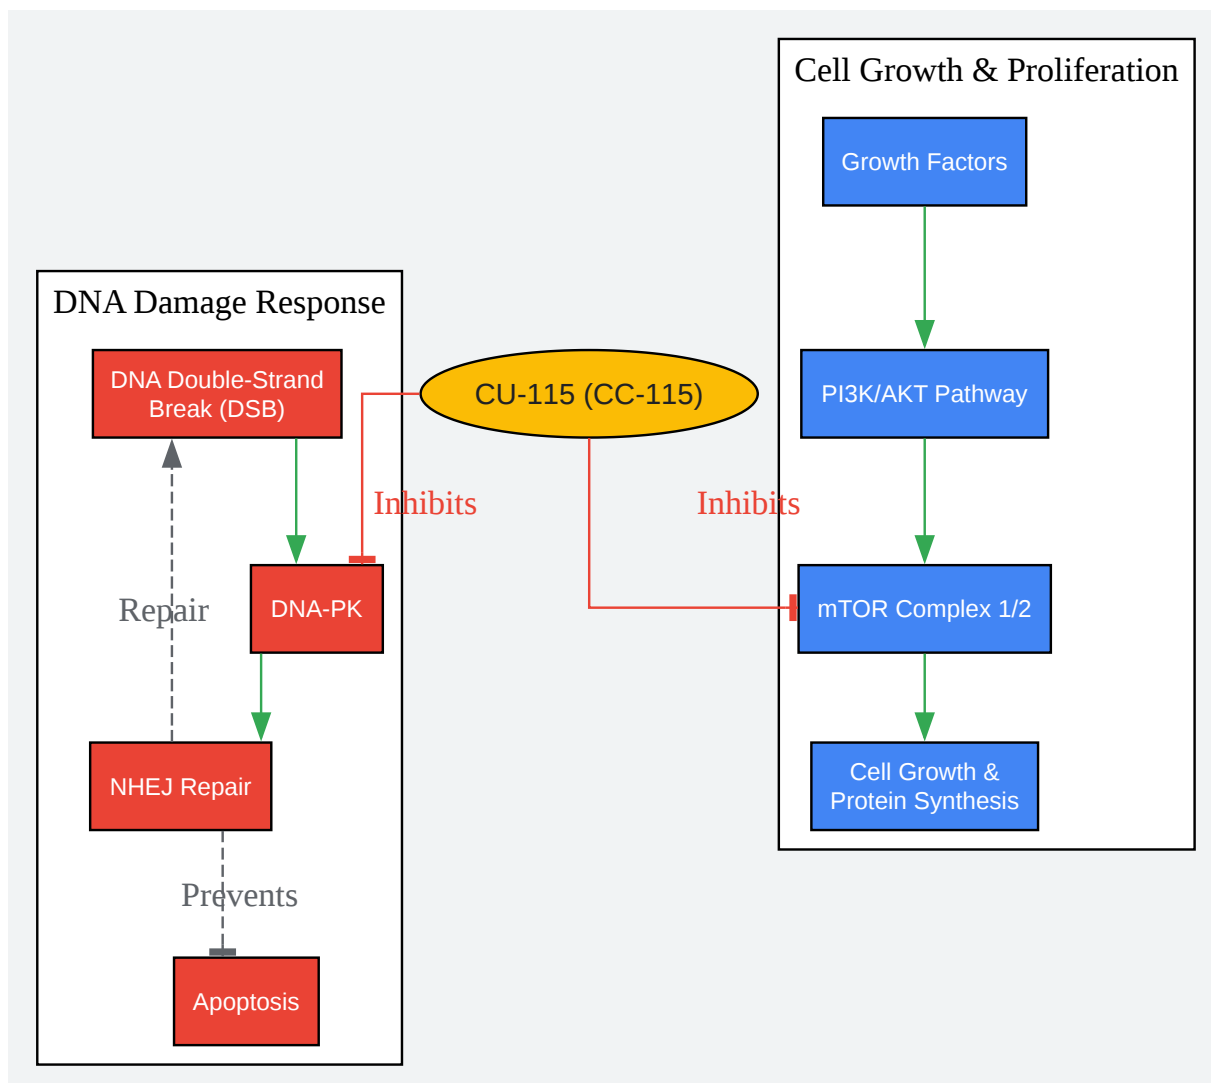 Cell Growth & Proliferation
Growth Factors
DNA Damage Response
DNA Double-Strand
Break (DSB)
CU-115 (CC-115)
PI3K/AKT Pathway
Inhibits
Inhibits
Repair
DNA-PK
mTOR Complex 1/2
NHEJ Repair
Cell Growth &
Protein Synthesis
Prevents
Apoptosis